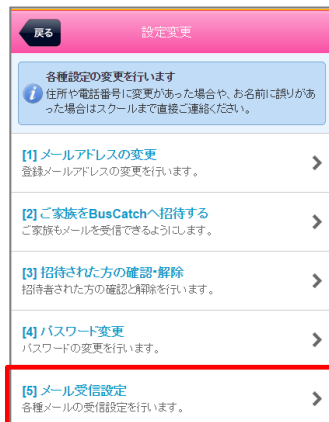 戻る
設定変更
各種設定の変更を行います
住所や電話番号に変更があった場合や、お名前に誤りがあ
った場合はスクールまで直接ご連絡ください。
[1] メールアドレスの変更
登録メールアドレスの変更を行います。
[2] ご家族をBusCatchへ招待する
ご家族もメールを受信できるようにします。
[3] 招待された方の確認・解除
招待者された方の確認と解除を行います。
[4] パスワード変更
パスワードの変更を行います。
[5] メール受信設定
各種メールの受信設定を行います。